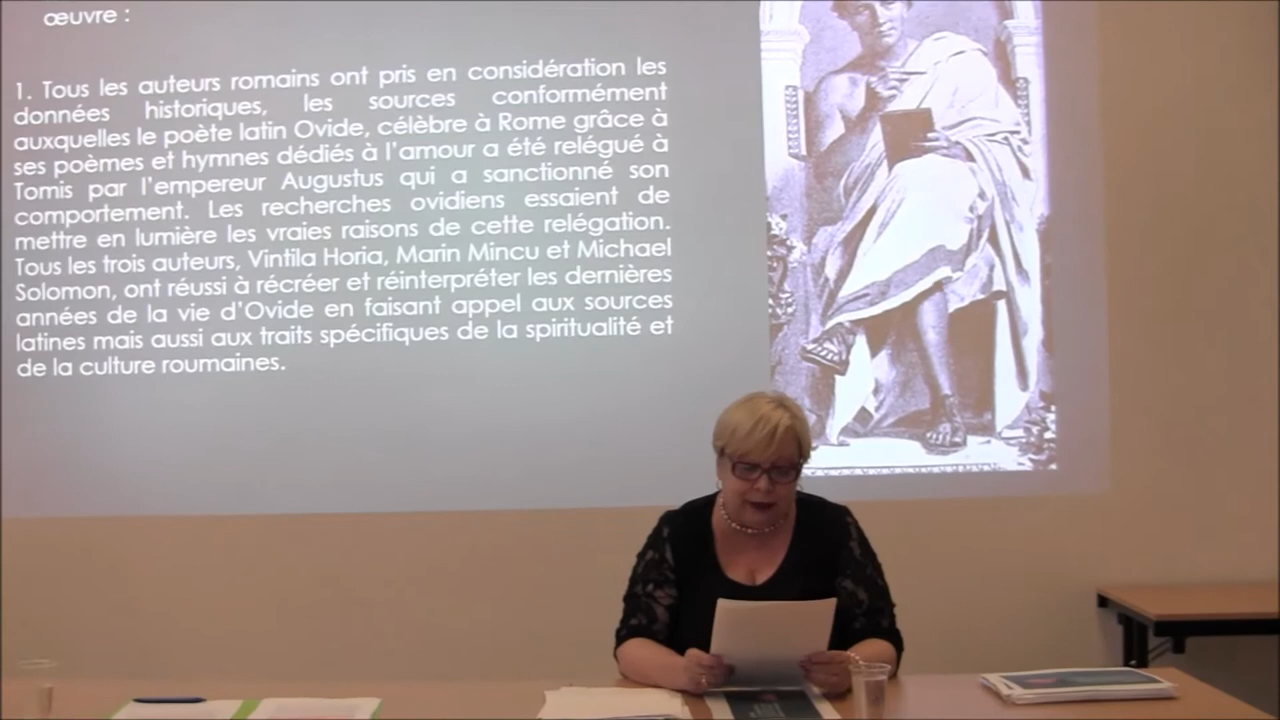 œuvre :
1. Tous les auteurs romains ont pris en considération les
données historiques, les sources conformément
auxquelles le poète latin Ovide, célèbre à Rome grâce à
ses poèmes et hymnes dédiés à l'amour a été relégué à
Tomis par l'empereur Augustus qui a sanctionné son
comportement. Les recherches ovidiens essaient de
mettre en lumière les vraies raisons de cette relégation.
Tous les trois auteurs, Vintila Horia, Marin Mincu et Michael
Solomon, ont réussi à récréer et réinterpréter les dernières
années de la vie d'Ovide en faisant appel aux sources
latines mais aussi aux traits spécifiques de la spiritualité et
de la culture roumaines.